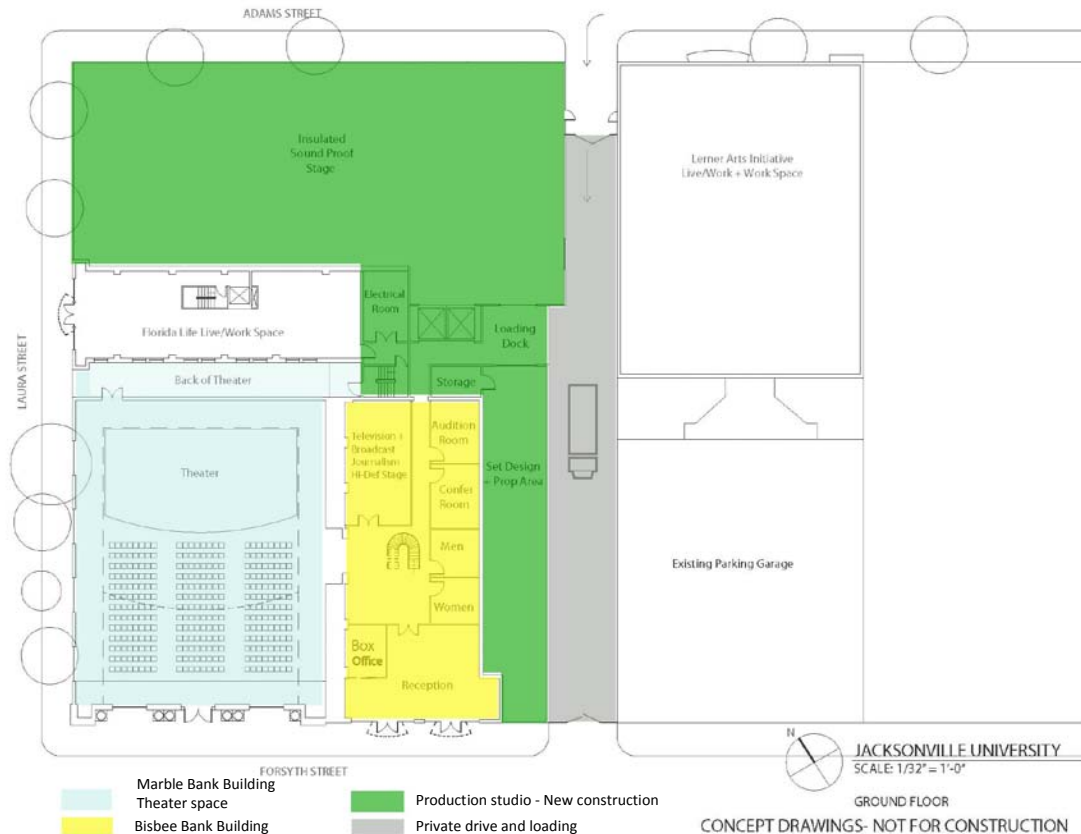 ADAMS STREET
Insulated
Sound Proof
Stage
Lerner Arts Initiative
Live/Work + Work Space
Electrical
Room
Florida Life Live/Work Space
Loading
Dock
LAURA STREET
Back of Theater
Storage
Television +
Broadcast
Journalism
Hi-Def Stage
Audition
Room
Theater
Set Design
- Prop Area
Confer
Room
Men
Existing Parking Garage
Women
Box
Office
Reception
N
JACKSONVILLE UNIVERSITY
SCALE: 1/32" = 1'-0"
FORSYTH STREET
GROUND FLOOR
CONCEPT DRAWINGS- NOT FOR CONSTRUCTION
Marble Bank Building
Theater space
Production studio - New construction
Bisbee Bank Building
Private drive and loading